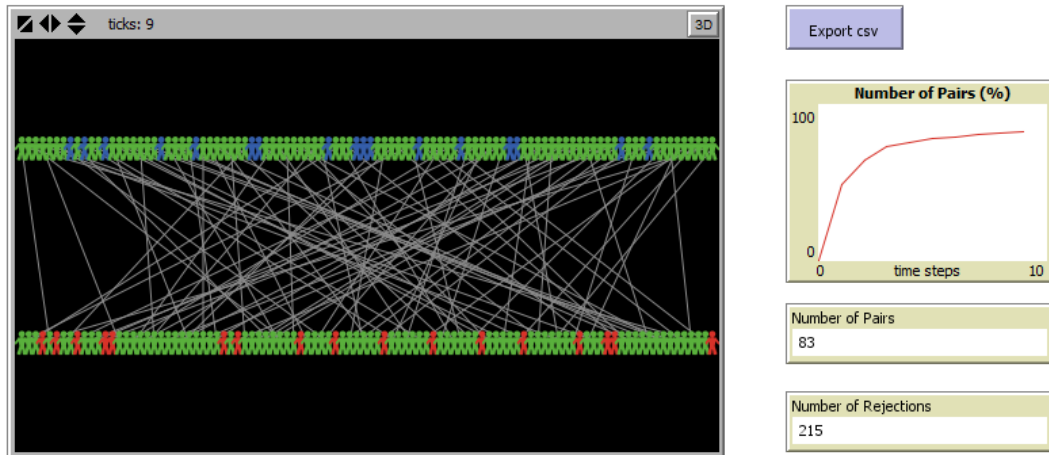 ticks: 9
3D
Export csv
Number of Pairs (%)
100
0
0 time steps 10
Number of Pairs
83
Number of Rejections
215